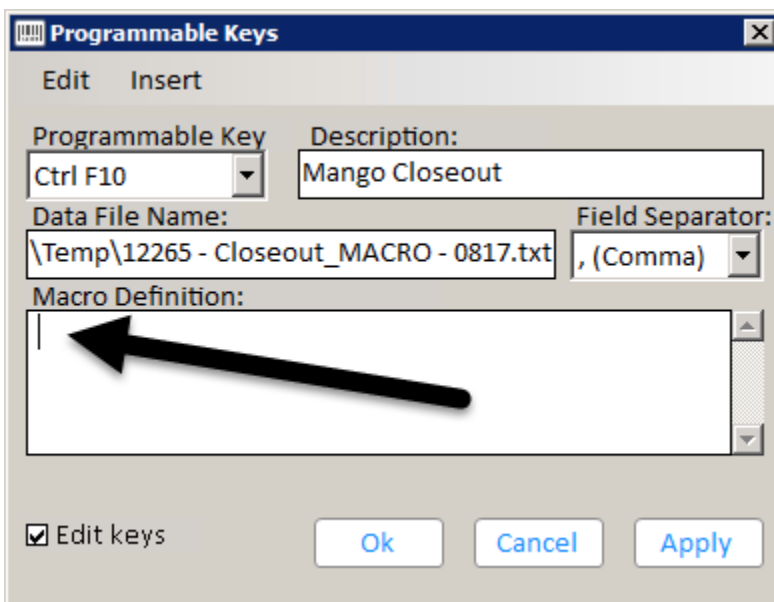 Programmable Keys
Edit Insert
Programmable Key Description:
Ctrl F10 Mango Closeout
Data File Name: Field Separator:
\Temp\12265 - Closeout_MACRO - 0817.txt , (Comma)
Macro Definition:
Edit keys Ok Cancel Apply